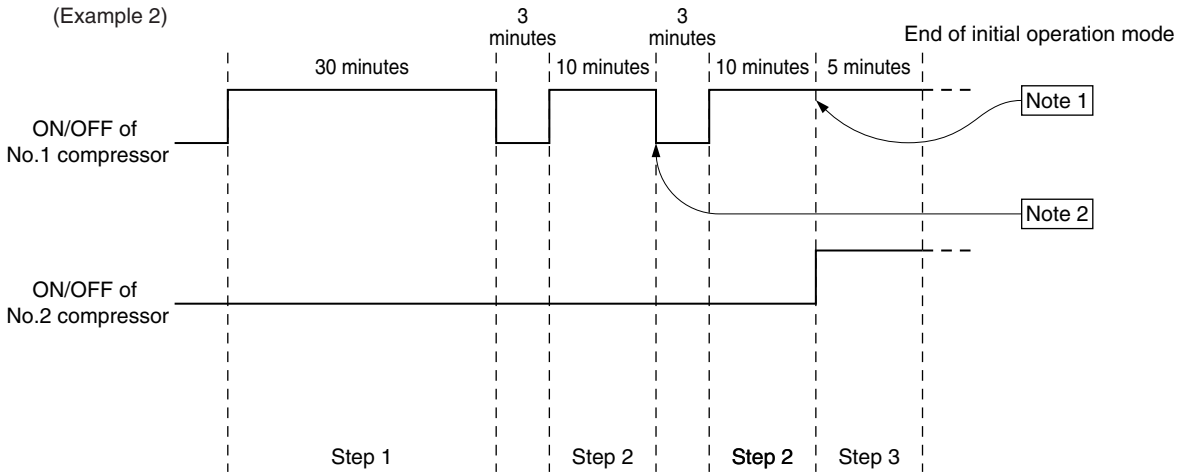 (Example 2)
3
minutes
3
minutes
End of initial operation mode
30 minutes
10 minutes
10 minutes
5 minutes
Note 1
ON/OFF of
No.1 compressor
Note 2
ON/OFF of
No.2 compressor
Step 1
Step 2
Step 2
Step 3